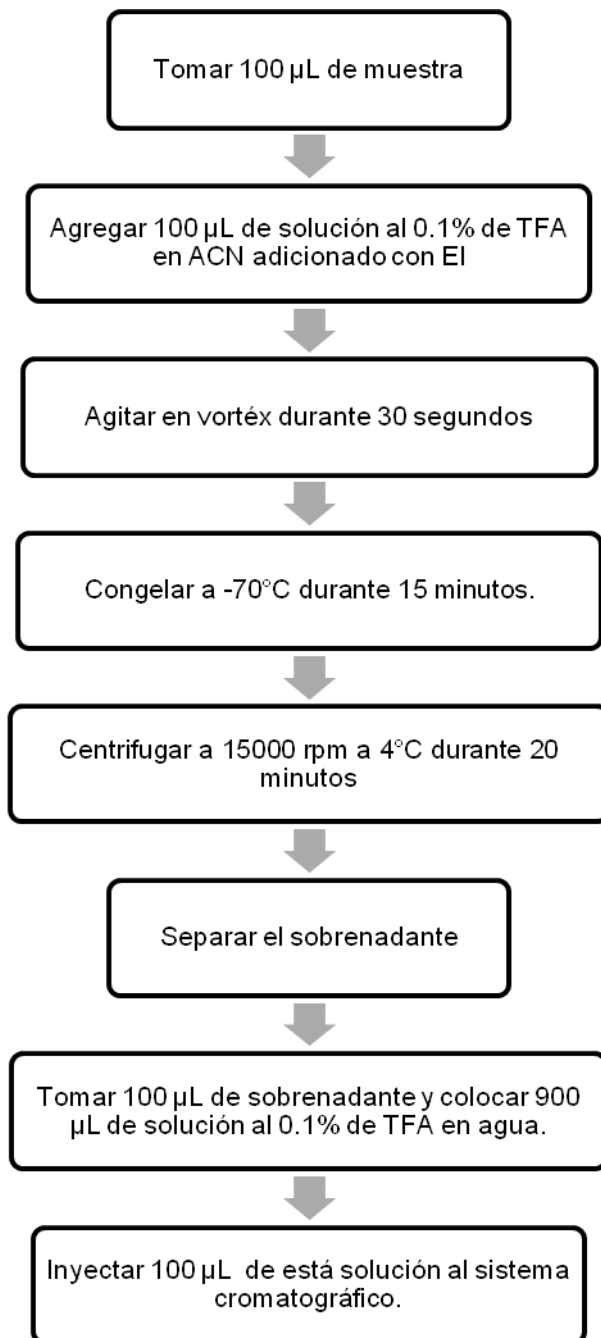 Tomar 100 µL de muestra
Agregar 100 µL de solución al 0.1% de TFA
en ACN adicionado con EI
Agitar en vortéx durante 30 segundos
Congelar a -70°C durante 15 minutos.
Centrifugar a 15000 rpm a 4°C durante 20
minutos
Separar el sobrenadante
Tomar 100 µL de sobrenadante y colocar 900
µL de solución al 0.1% de TFA en agua.
Inyectar 100 µL de está solución al sistema
cromatográfico.